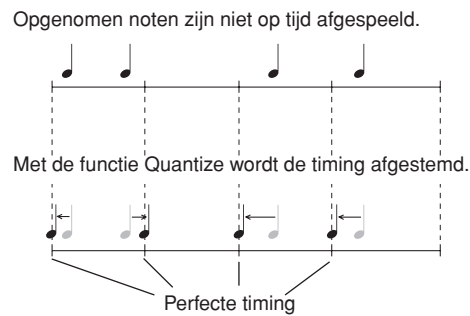 Opgenomen noten zijn niet op tijd afgespeeld.
Met de functie Quantize wordt de timing afgestemd.
Perfecte timing